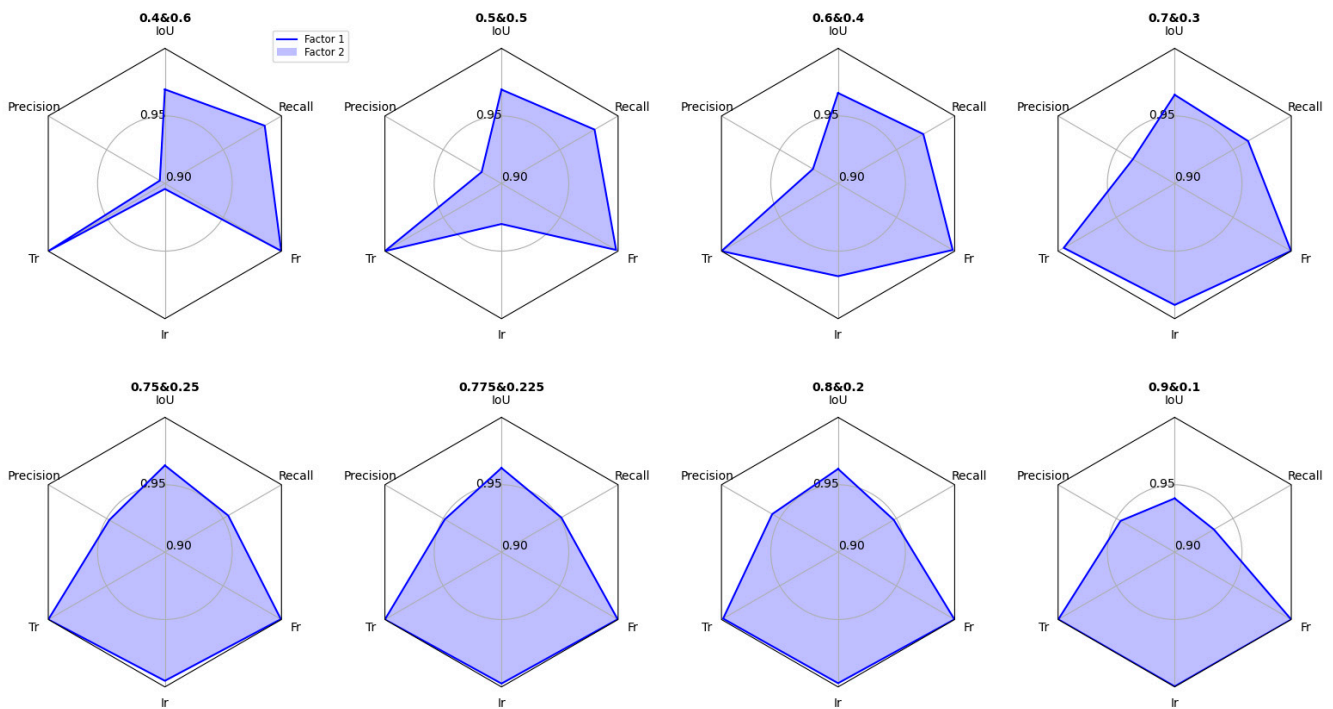 0.4&0.6
IoU
Precision
Recall
0.95
0.90
Tr
Fr
Ir
Factor 1
Factor 2
0.5&0.5
IoU
Precision
Recall
0.95
0.90
Tr
Fr
Ir
0.6&0.4
IoU
Precision
Recall
0.95
0.90
Tr
Fr
Ir
0.7&0.3
IoU
Precision
Recall
0.95
0.90
Tr
Fr
Ir
0.75&0.25
IoU
Precision
Recall
0.95
0.90
Tr
Fr
Ir
0.775&0.225
IoU
Precision
Recall
0.95
0.90
Tr
Fr
Ir
0.8&0.2
IoU
Precision
Recall
0.95
0.90
Tr
Fr
Ir
0.9&0.1
IoU
Precision
Recall
0.95
0.90
Tr
Fr
Ir